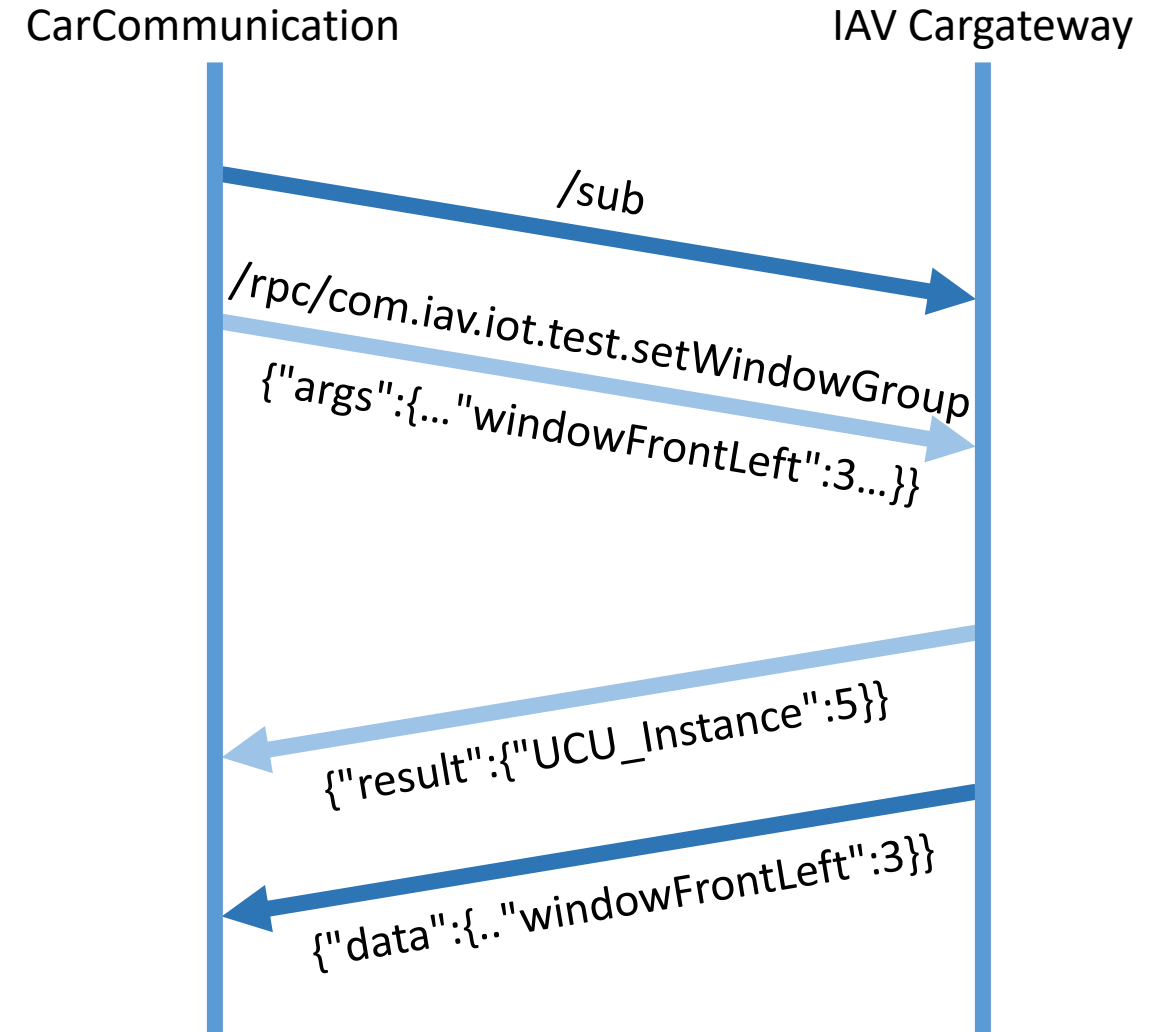 CarCommunication
IAV Cargateway
/sub
/rpc/com.iav.iot.test.setWindowGroup
{"args":{... "windowFrontLeft":3...}}
{"result":{"UCU_Instance":5}}
{"data":{.."windowFrontLeft":3}}